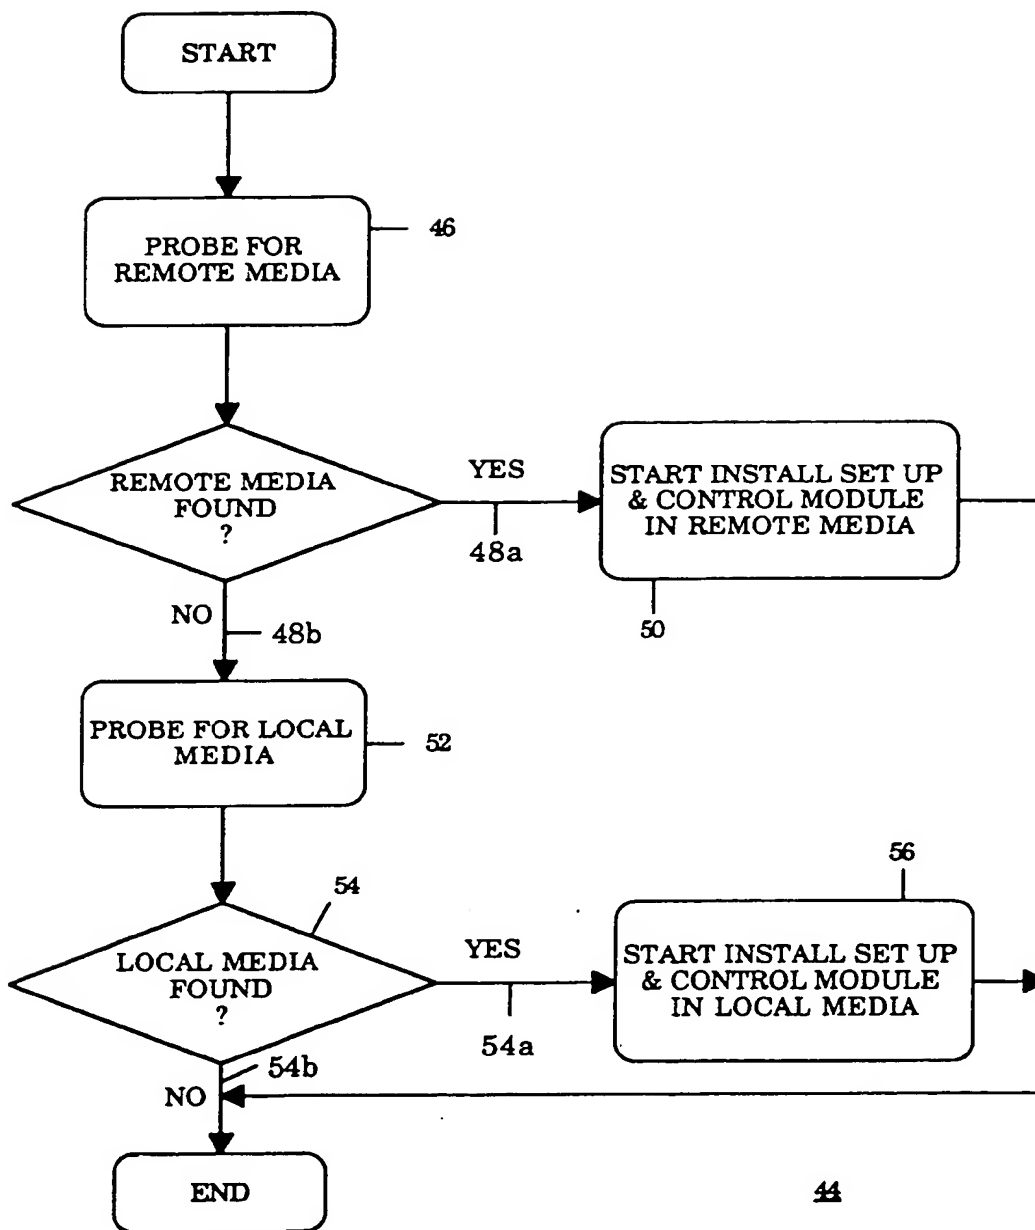 START
PROBE FOR
REMOTE MEDIA
46
REMOTE MEDIA
FOUND
?
YES
48a
START INSTALL SET UP
& CONTROL MODULE
IN REMOTE MEDIA
50
NO
48b
PROBE FOR LOCAL
MEDIA
52
54
LOCAL MEDIA
FOUND
?
YES
54a
56
START INSTALL SET UP
& CONTROL MODULE
IN LOCAL MEDIA
54b
NO
END
44